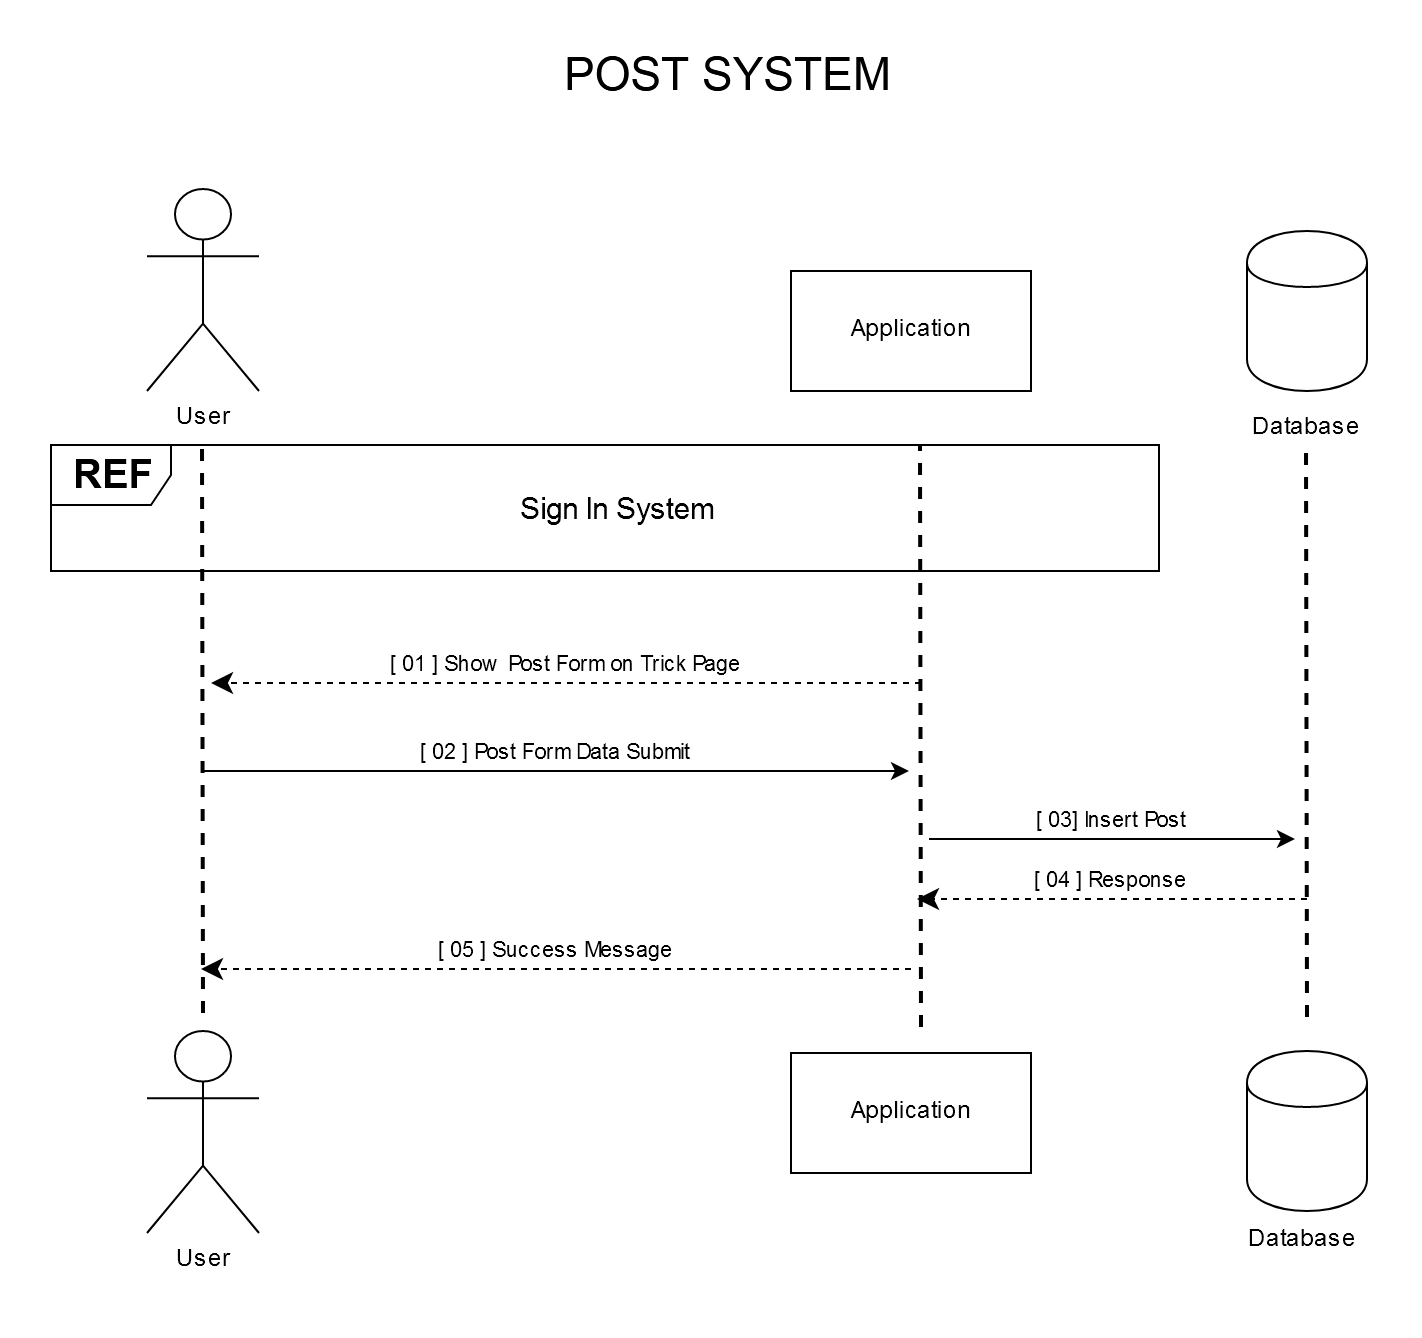 POST SYSTEM
Application
User
Database
REF
Sign In System
[ 01 ] Show Post Form on Trick Page
[ 02 ] Post Form Data Submit
[ 03] Insert Post
[ 04 ] Response
[ 05 ] Success Message
Application
User
Database